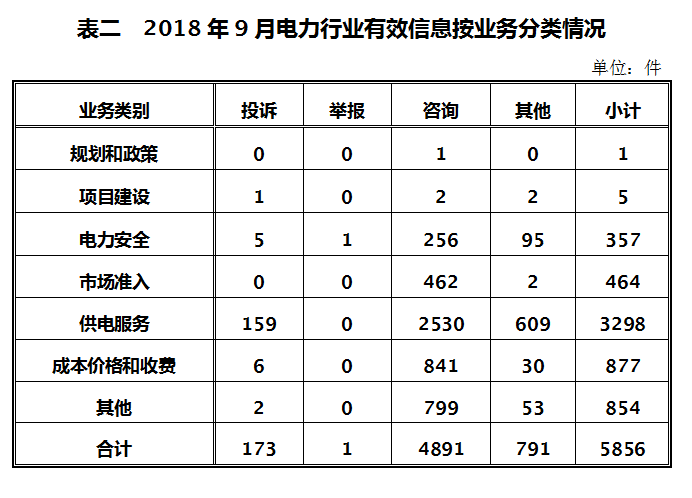 表二 2018 年 9 月电力行业有效信息按业务分类情况
单位：件
业务类别 投诉 举报 咨询 其他 小计
规划和政策 0 0 1 0 1
项目建设 1 0 2 2 5
电力安全 5 1 256 95 357
市场准入 0 0 462 2 464
供电服务 159 0 2530 609 3298
成本价格和收费 6 0 841 30 877
其他 2 0 799 53 854
合计 173 1 4891 791 5856